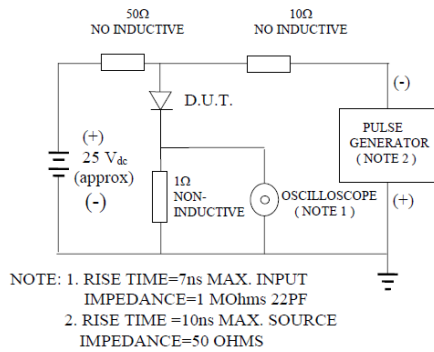 50Ω
NO INDUCTIVE
10Ω
NO INDUCTIVE
D.U.T.
(-)
PULSE
GENERATOR
( NOTE 2 )
(+)
(+)
25 Vdc
(approx)
(-)
1Ω
NON-
INDUCTIVE
OSCILLOSCOPE
( NOTE 1 )
NOTE: 1. RISE TIME=7ns MAX. INPUT
IMPEDANCE=1 MOhms 22PF
2. RISE TIME =10ns MAX. SOURCE
IMPEDANCE=50 OHMS